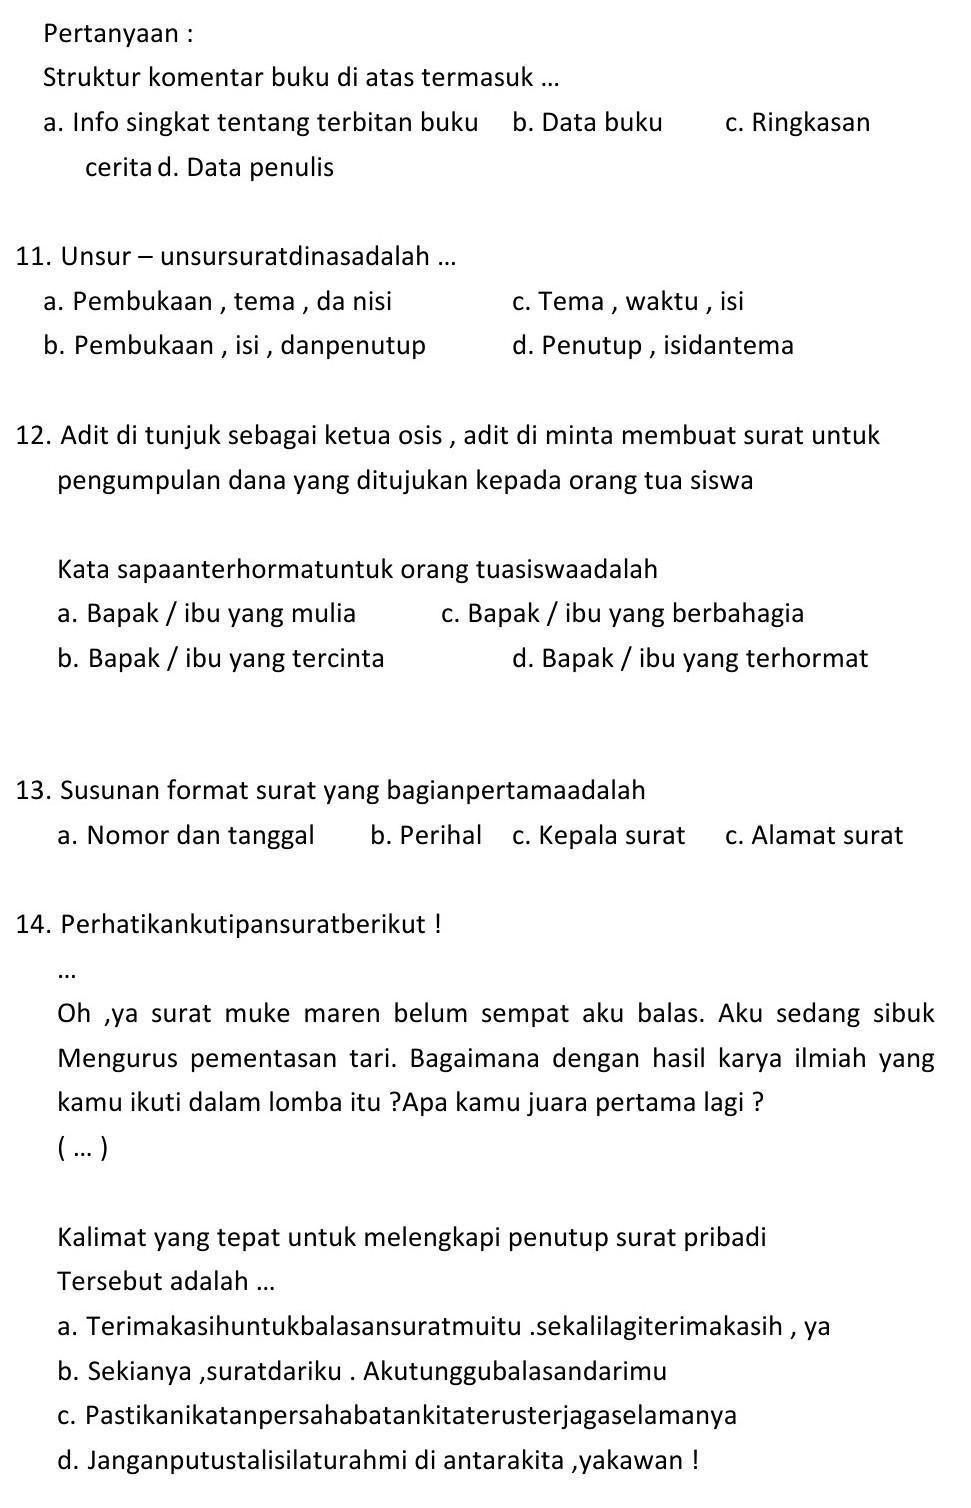 Pertanyaan :
Struktur komentar buku di atas termasuk ...
a. Info singkat tentang terbitan buku b. Data buku c. Ringkasan
cerita d. Data penulis
11. Unsur – unsursuratdinasadalah ...
a. Pembukaan , tema , da nisi c. Tema , waktu , isi
b. Pembukaan , isi , danpenutup d. Penutup , isidantema
12. Adit di tunjuk sebagai ketua osis , adit di minta membuat surat untuk
pengumpulan dana yang ditujukan kepada orang tua siswa
Kata sapaanterhormatuntuk orang tuasiswaadalah
a. Bapak / ibu yang mulia c. Bapak / ibu yang berbahagia
b. Bapak / ibu yang tercinta d. Bapak / ibu yang terhormat
13. Susunan format surat yang bagianpertamaadalah
a. Nomor dan tanggal b. Perihal c. Kepala surat c. Alamat surat
14. Perhatikankutipansuratberikut !
...
Oh ,ya surat muke maren belum sempat aku balas. Aku sedang sibuk
Mengurus pementasan tari. Bagaimana dengan hasil karya ilmiah yang
kamu ikuti dalam lomba itu ?Apa kamu juara pertama lagi ?
( ... )
Kalimat yang tepat untuk melengkapi penutup surat pribadi
Tersebut adalah ...
a. Terimakasihuntukbalasansuratmuitu .sekalilagiterimakasih , ya
b. Sekianya ,suratdariku . Akutunggubalasandarimu
c. Pastikanikatanpersahabatankitaterusterjagaselamanya
d. Janganputustalisilaturahmi di antarakita ,yakawan !